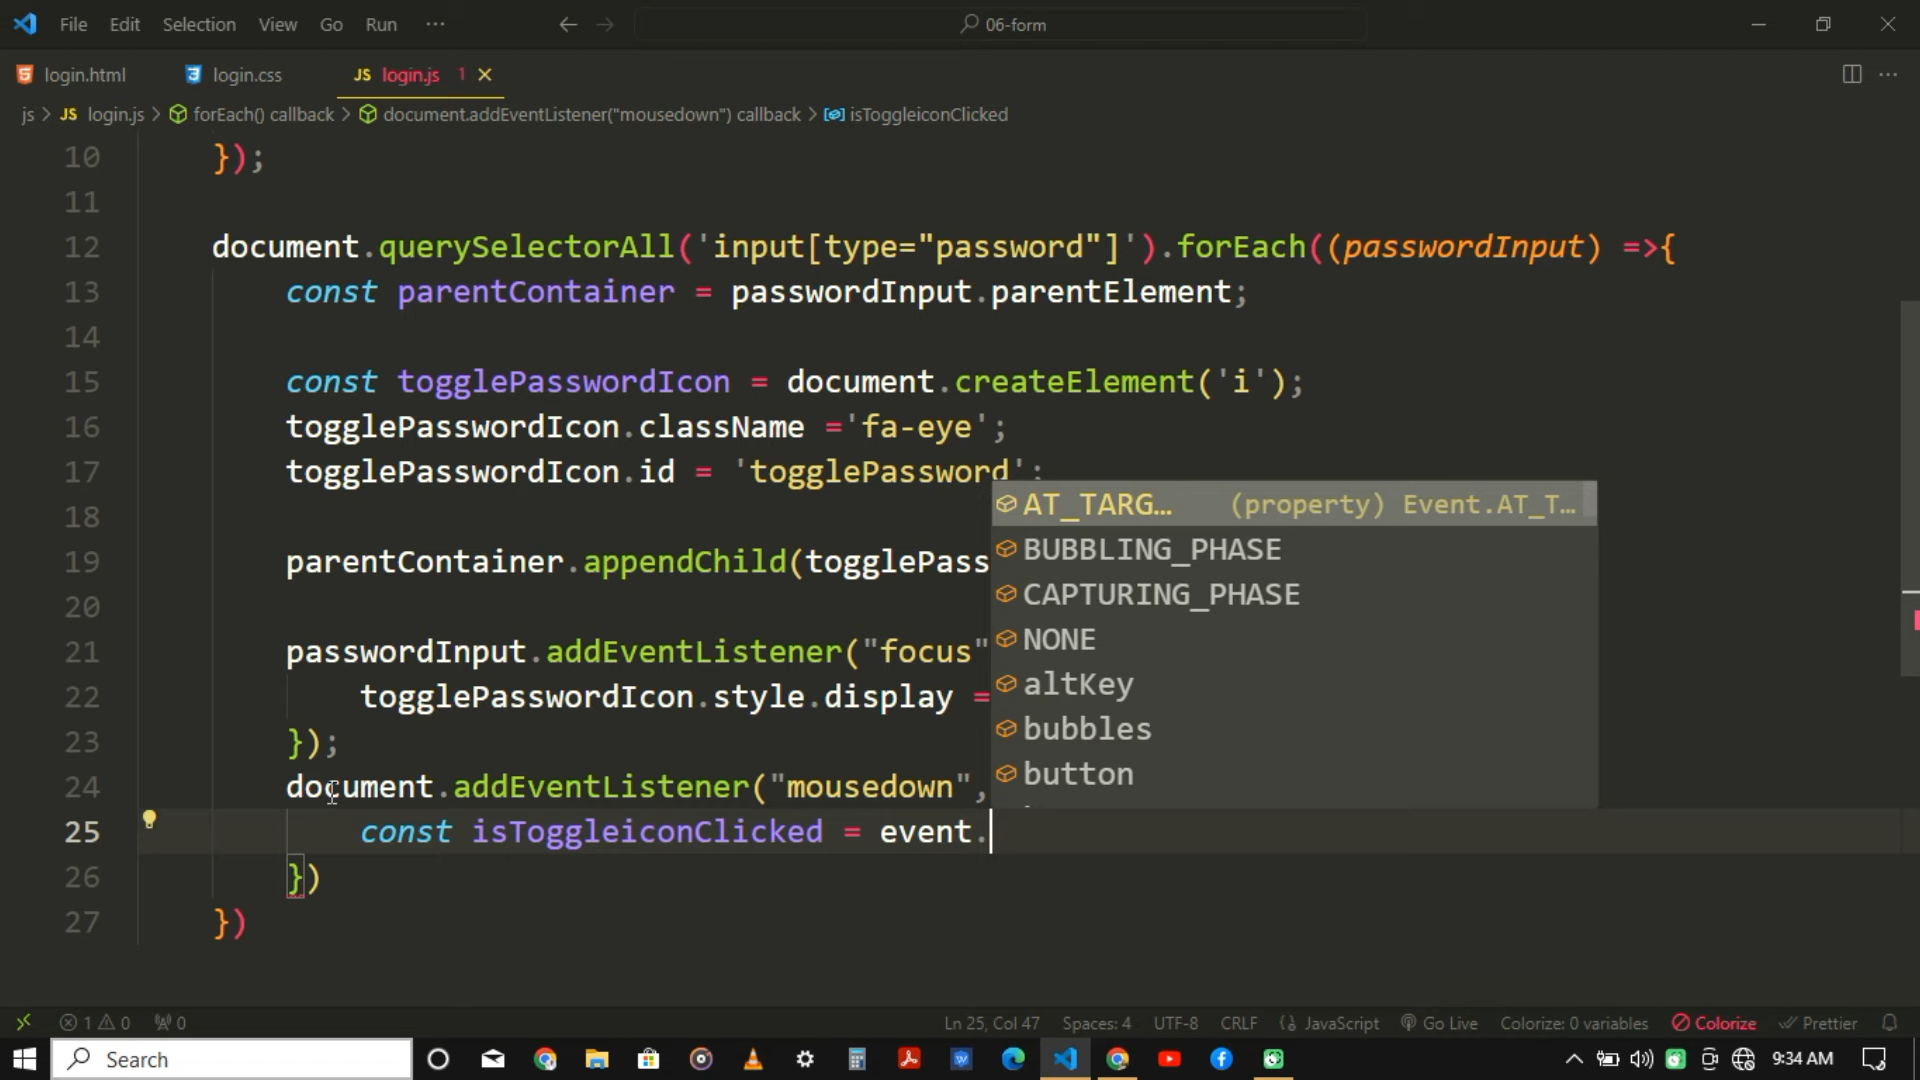 File Edit Selection View Go Run ··· 06-form
login.html login.css JS login.js 1
js > JS login.js > forEach() callback > document.addEventListener("mousedown") callback > isToggleiconClicked
10 });
11
12 document.querySelectorAll('input[type="password"]').forEach((passwordInput) =>{
13 const parentContainer = passwordInput.parentElement;
14
15 const togglePasswordIcon = document.createElement('i');
16 togglePasswordIcon.className ='fa-eye';
17 togglePasswordIcon.id = 'togglePassword';
18
AT_TARG... (property) Event.AT_T...
BUBBLING_PHASE
19 parentContainer.appendChild(togglePass
CAPTURING_PHASE
20
NONE
21 passwordInput.addEventListener("focus"
altKey
22 togglePasswordIcon.style.display =
bubbles
23 });
button
24 document.addEventListener("mousedown",
25 const isToggleiconClicked = event.
26 })
27 })
1 0 0 Ln 25, Col 47 Spaces: 4 UTF-8 CRLF JavaScript Go Live Colorize: 0 variables Colorize Prettier
Search 9:34 AM